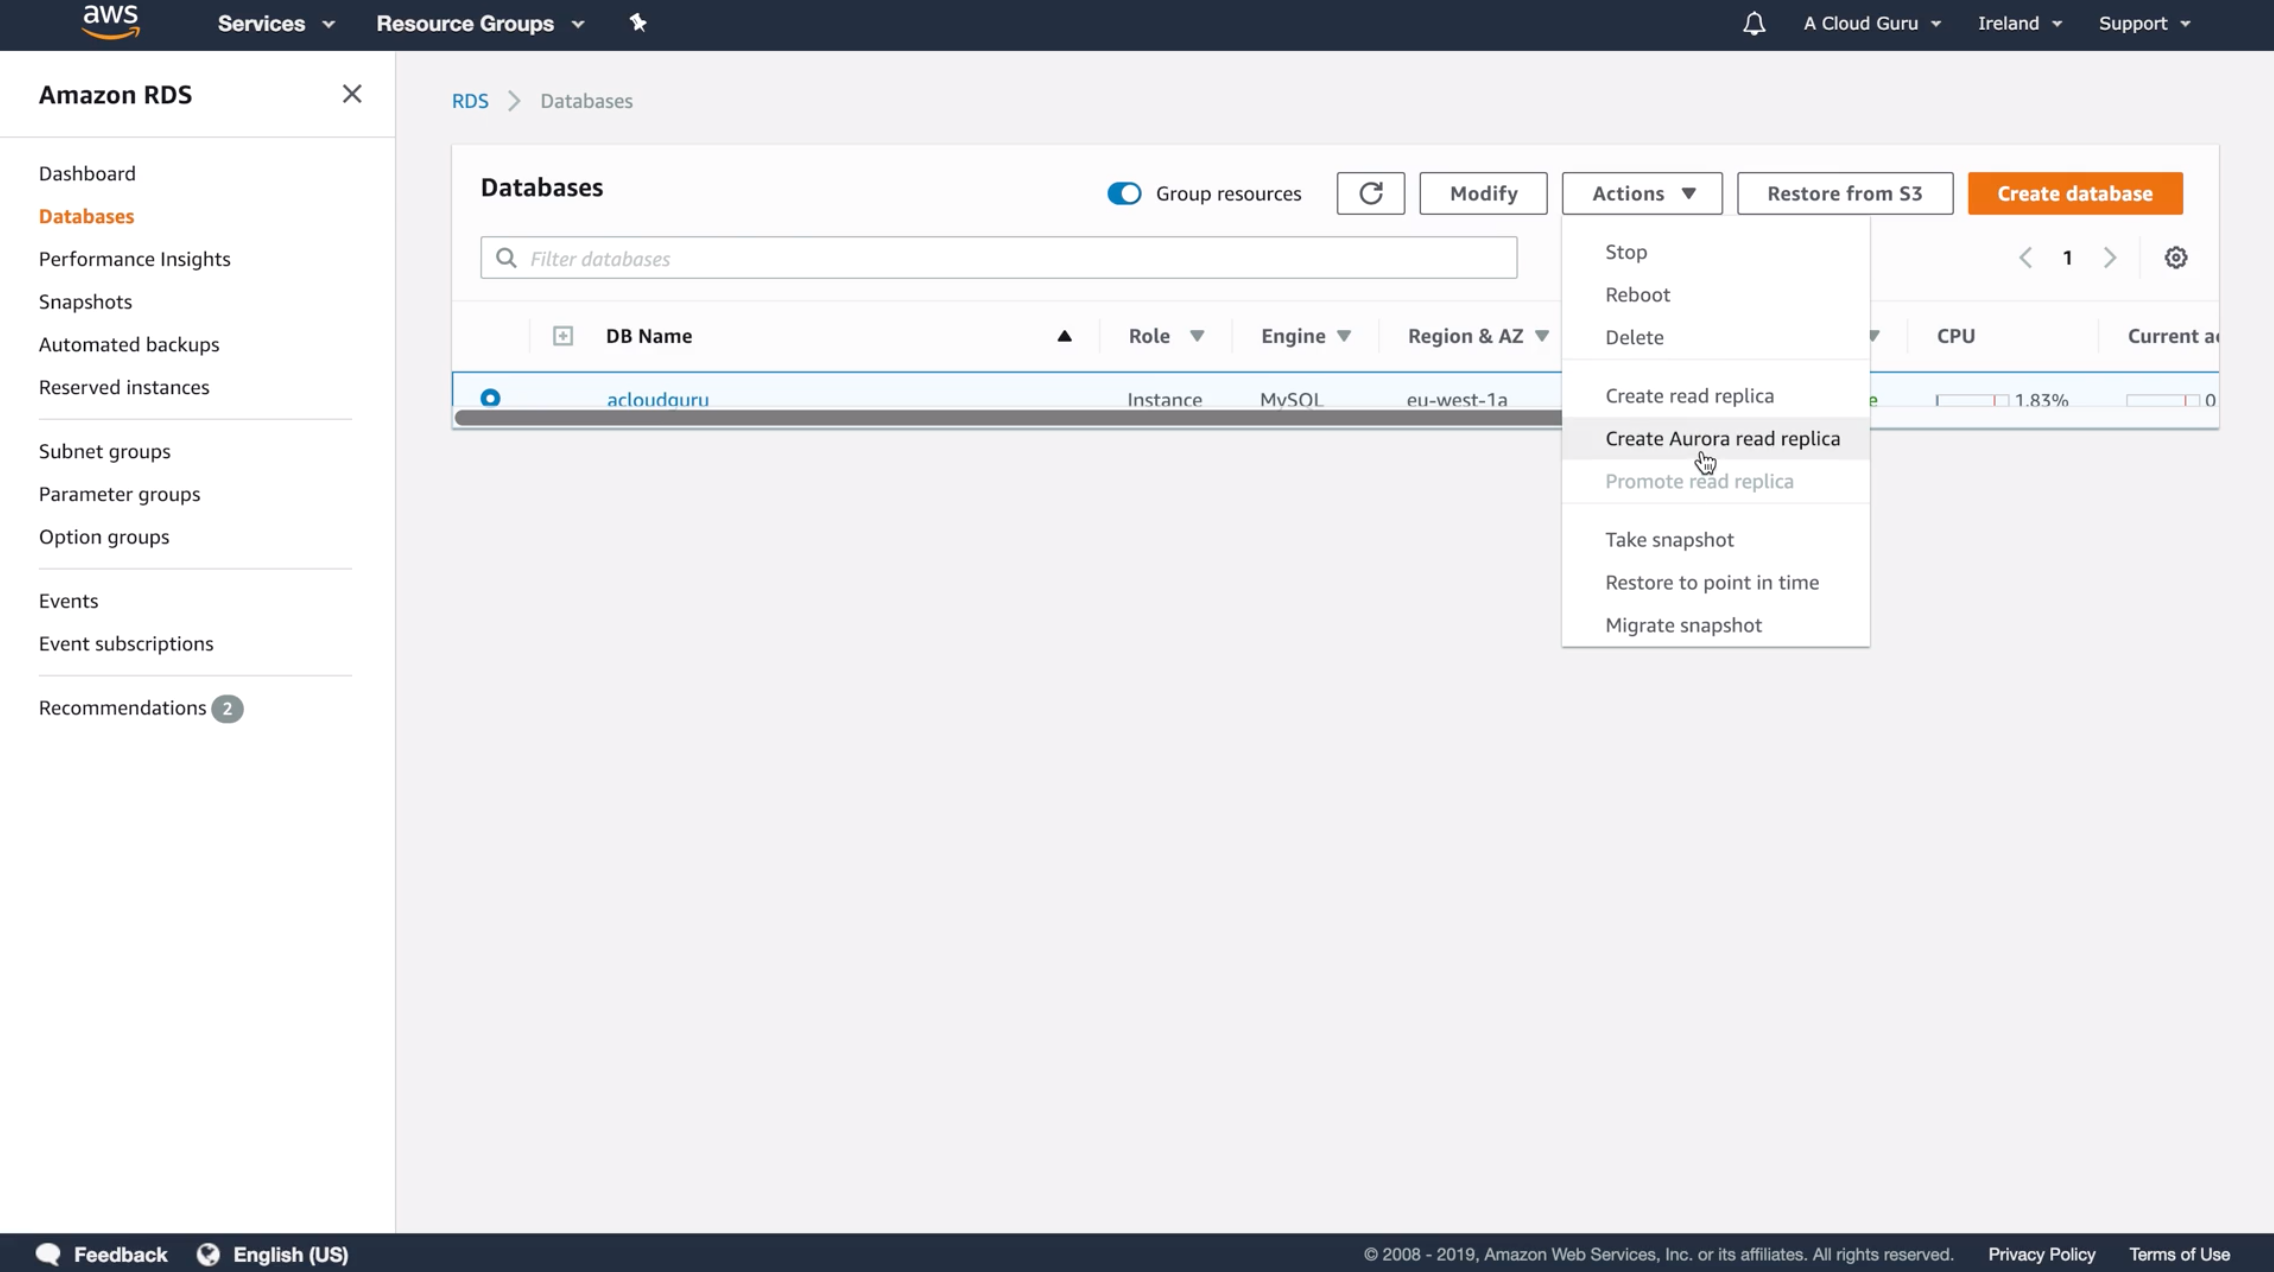 aws Services Resource Groups A Cloud Guru Ireland Support
Amazon RDS
Dashboard
Databases
Performance Insights
Snapshots
Automated backups
Reserved instances
Subnet groups
Parameter groups
Option groups
Events
Event subscriptions
Recommendations 2
RDS Databases
Databases Group resources Modify Actions Restore from S3 Create database
Filter databases 1
DB Name Role Engine Region & AZ CPU Current a
acloudguru Instance MySQL eu-west-1a e 1.83% 0
Stop
Reboot
Delete
Create read replica
Create Aurora read replica
Promote read replica
Take snapshot
Restore to point in time
Migrate snapshot
Feedback English (US) © 2008 - 2019, Amazon Web Services, Inc. or its affiliates. All rights reserved. Privacy Policy Terms of Use